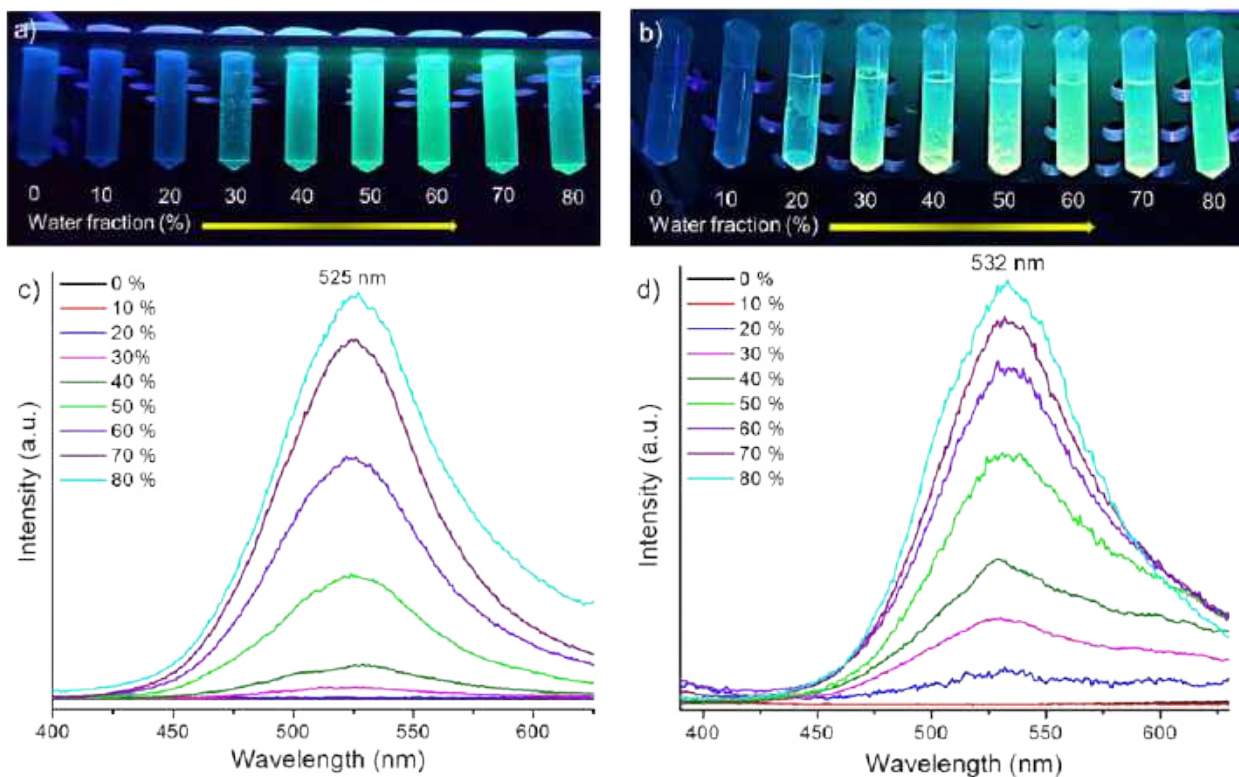 a)
0 10 20 30 40 50 60 70 80
Water fraction (%)
b)
0 10 20 30 40 50 60 70 80
Water fraction (%)
c)
525 nm
0 %
10 %
20 %
30%
40 %
50 %
60 %
70 %
80 %
Intensity (a.u.)
400 450 500 550 600
Wavelength (nm)
d)
532 nm
0 %
10 %
20 %
30 %
40 %
50 %
60 %
70 %
80 %
Intensity (a.u.)
400 450 500 550 600
Wavelength (nm)